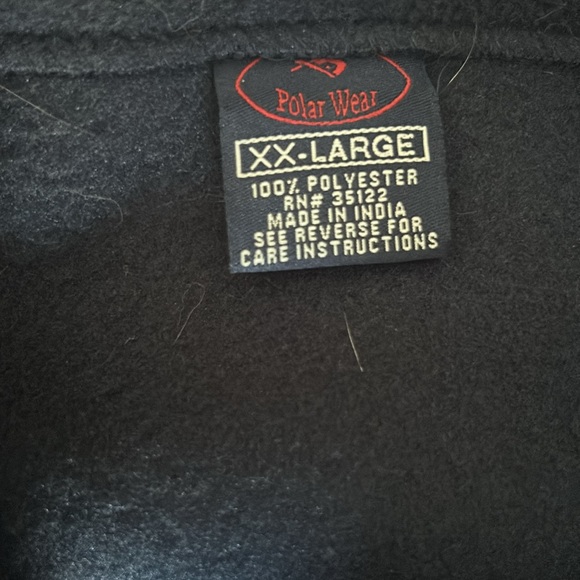 Polar Wear
XX-LARGE
100% POLYESTER
RN# 35122
MADE IN INDIA
SEE REVERSE FOR
CARE INSTRUCTIONS